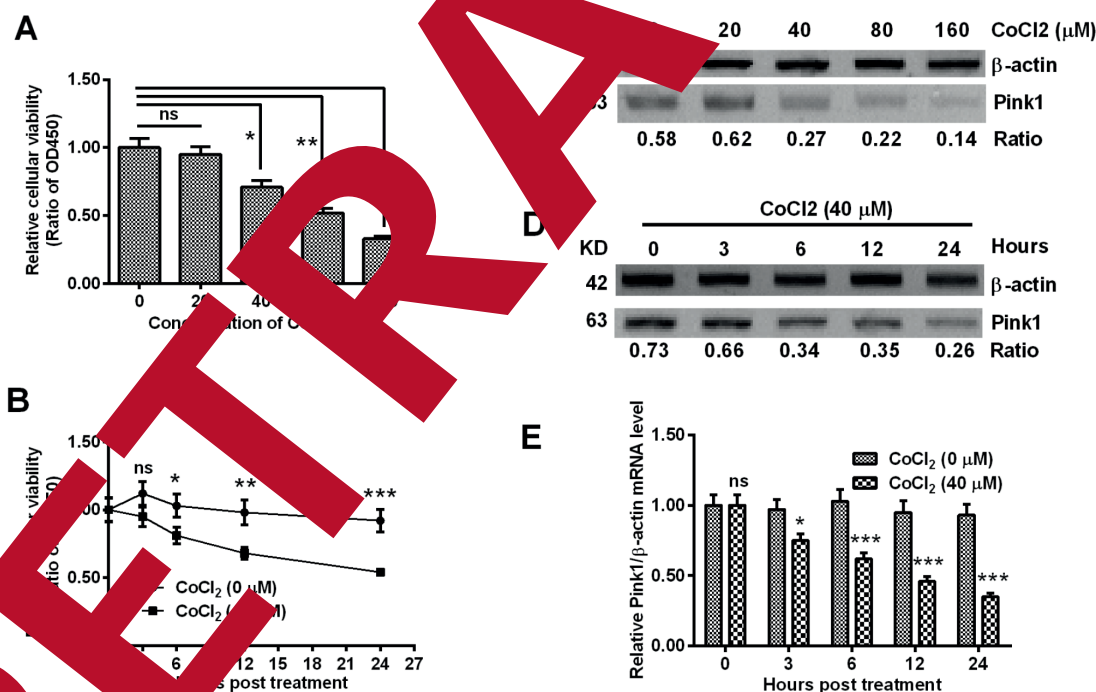 A
1.50
1.00
0.50
0.00
Relative cellular viability
(Ratio of OD450)
ns
*
**
0
40
20
40
80
160
CoCl2 (μM)
β-actin
Pink1
0.58
0.62
0.27
0.22
0.14
Ratio
D
CoCl2 (40 μM)
KD
0
3
6
12
24
Hours
42
β-actin
63
Pink1
0.73
0.66
0.34
0.35
0.26
Ratio
B
1.50
0.50
viability
ns
*
**
***
CoCl2 (0 μM)
CoCl2
6
12
15
18
21
24
27
post treatment
E
Relative Pink1/β-actin mRNA level
1.50
1.00
0.50
0.00
CoCl2 (0 μM)
CoCl2 (40 μM)
ns
*
***
***
***
0
3
6
12
24
Hours post treatment
RETRA